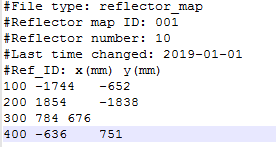 #File type: reflector_map
#Reflector map ID: 001
#Reflector number: 10
#Last time changed: 2019-01-01
#Ref_ID: x(mm) y(mm)
100 -1744 -652
200 1854 -1838
300 784 676
400 -636 751